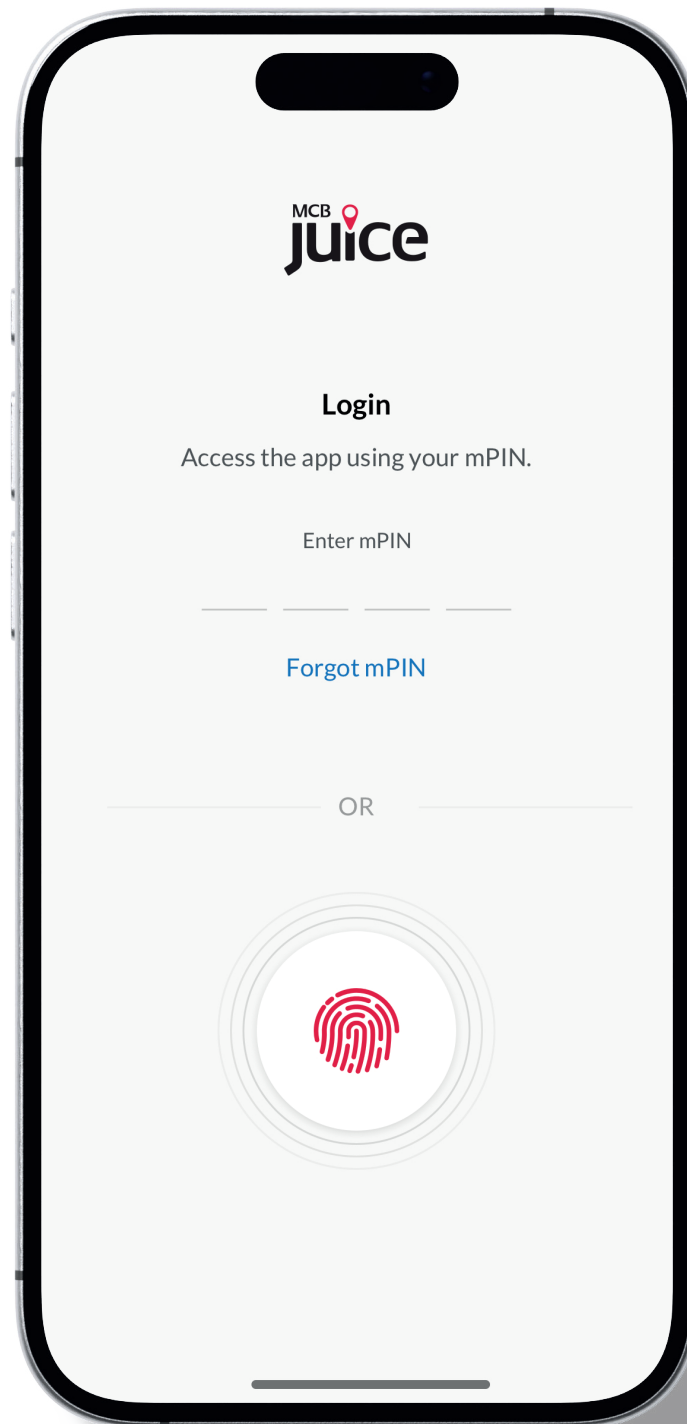 MCB
juice
Login
Access the app using your mPIN.
Enter mPIN
Forgot mPIN
OR